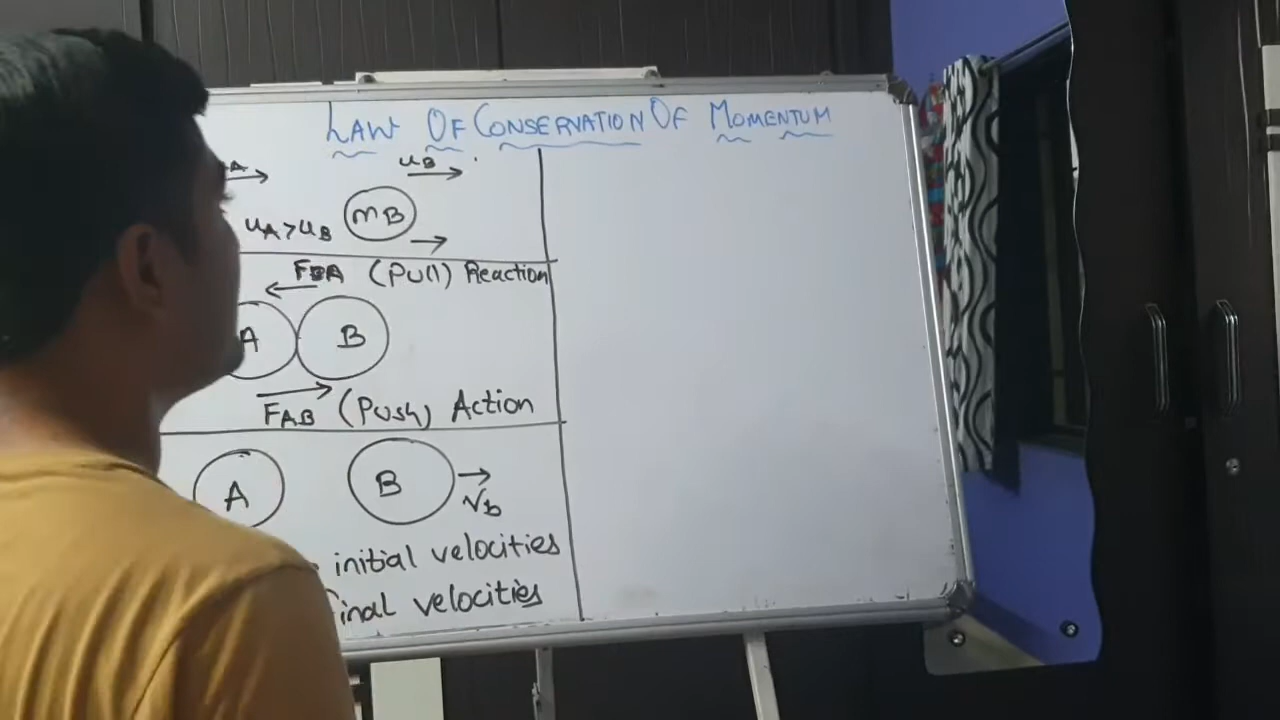 LAW OF CONSERVATION OF MOMENTUM
uB
mB
uA>uB
FBA (Pull) Reaction
A B
FAB (Push) Action
A B
Vb
initial velocities
final velocities